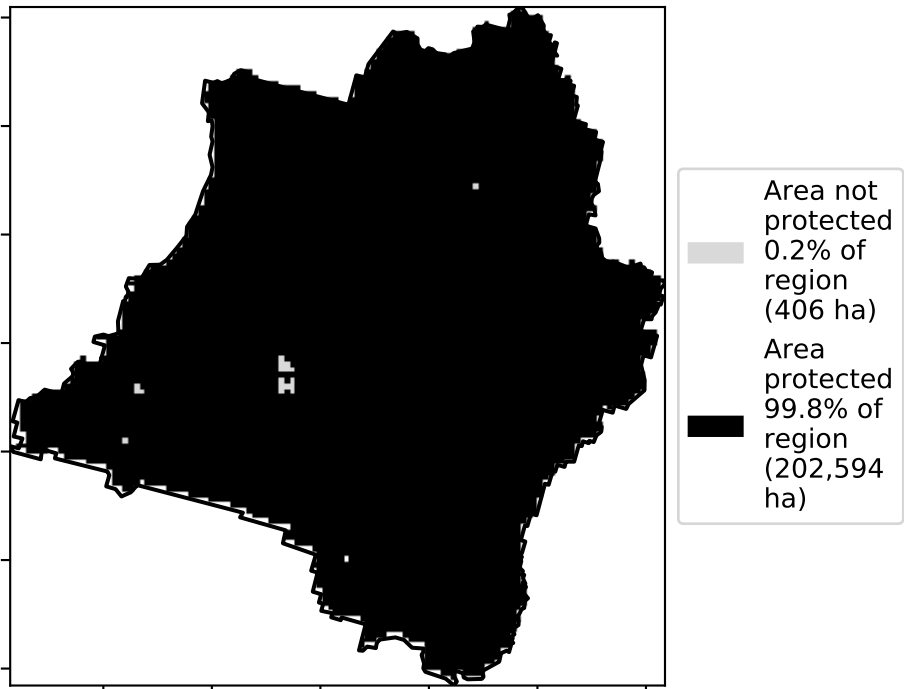 Area not
protected
0.2% of
region
(406 ha)
Area
protected
99.8% of
region
(202,594
ha)